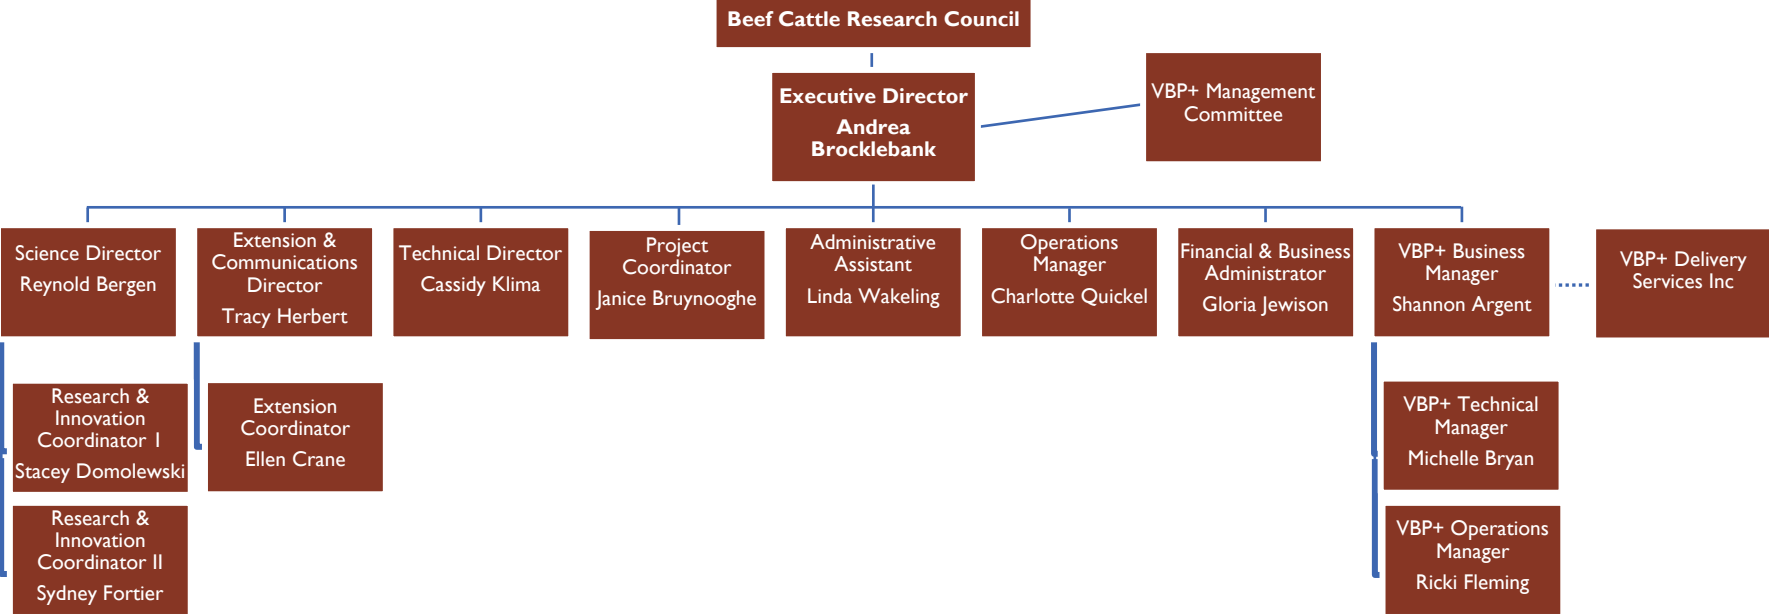 Beef Cattle Research Council
Executive Director
Andrea
Brocklebank
VBP+ Management
Committee
Science Director
Reynold Bergen
Extension &
Communications
Director
Tracy Herbert
Technical Director
Cassidy Klima
Project
Coordinator
Janice Bruynooghe
Administrative
Assistant
Linda Wakeling
Operations
Manager
Charlotte Quickel
Financial & Business
Administrator
Gloria Jewison
VBP+ Business
Manager
Shannon Argent
VBP+ Delivery
Services Inc
Research &
Innovation
Coordinator I
Stacey Domolewski
Extension
Coordinator
Ellen Crane
VBP+ Technical
Manager
Michelle Bryan
Research &
Innovation
Coordinator II
Sydney Fortier
VBP+ Operations
Manager
Ricki Fleming